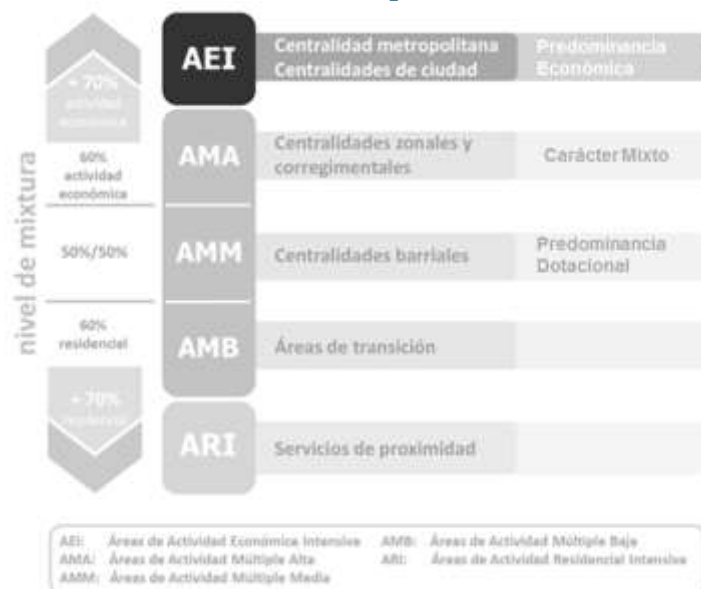 AEI
Centralidad metropolitana
Centralidades de ciudad
Predominancia
Económica
+ 70%
actividad
económica
nivel de mixtura
60%
actividad
económica
AMA
Centralidades zonales y
corregimentales
Carácter Mixto
50%/50%
AMM
Centralidades barriales
Predominancia
Dotacional
60%
residencial
AMB
Áreas de transición
+ 70%
residencial
ARI
Servicios de proximidad
AEI: Áreas de Actividad Económica Intensiva AMB: Áreas de Actividad Múltiple Baja
AMA: Áreas de Actividad Múltiple Alta ARI: Áreas de Actividad Residencial Intensiva
AMM: Áreas de Actividad Múltiple Media